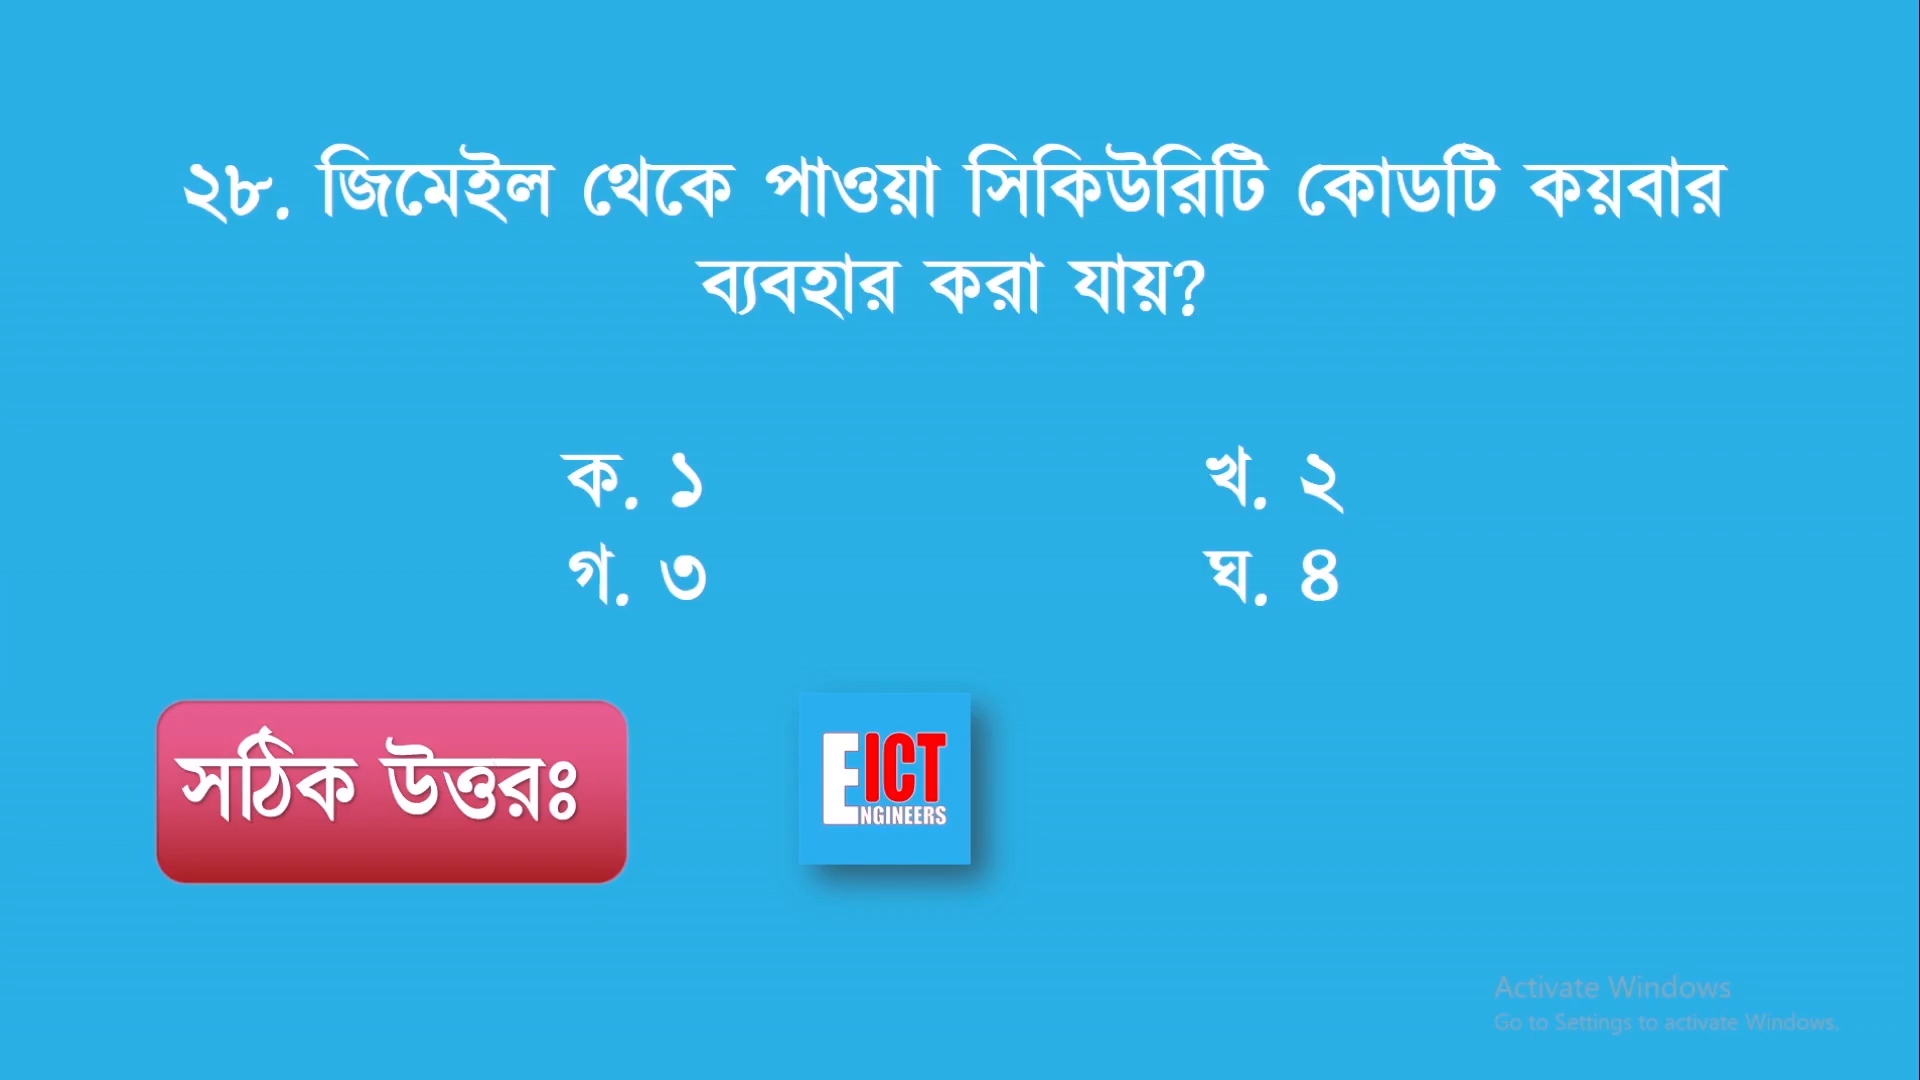 ২৮. জিমেইল থেকে পাওয়া সিকিউরিটি কোডটি কয়বার
ব্যবহার করা যায়?
ক. ১ খ. ২
গ. ৩ ঘ. ৪
সঠিক উত্তরঃ
EICT
NGINEERS
Activate Windows
Go to Settings to activate Windows.